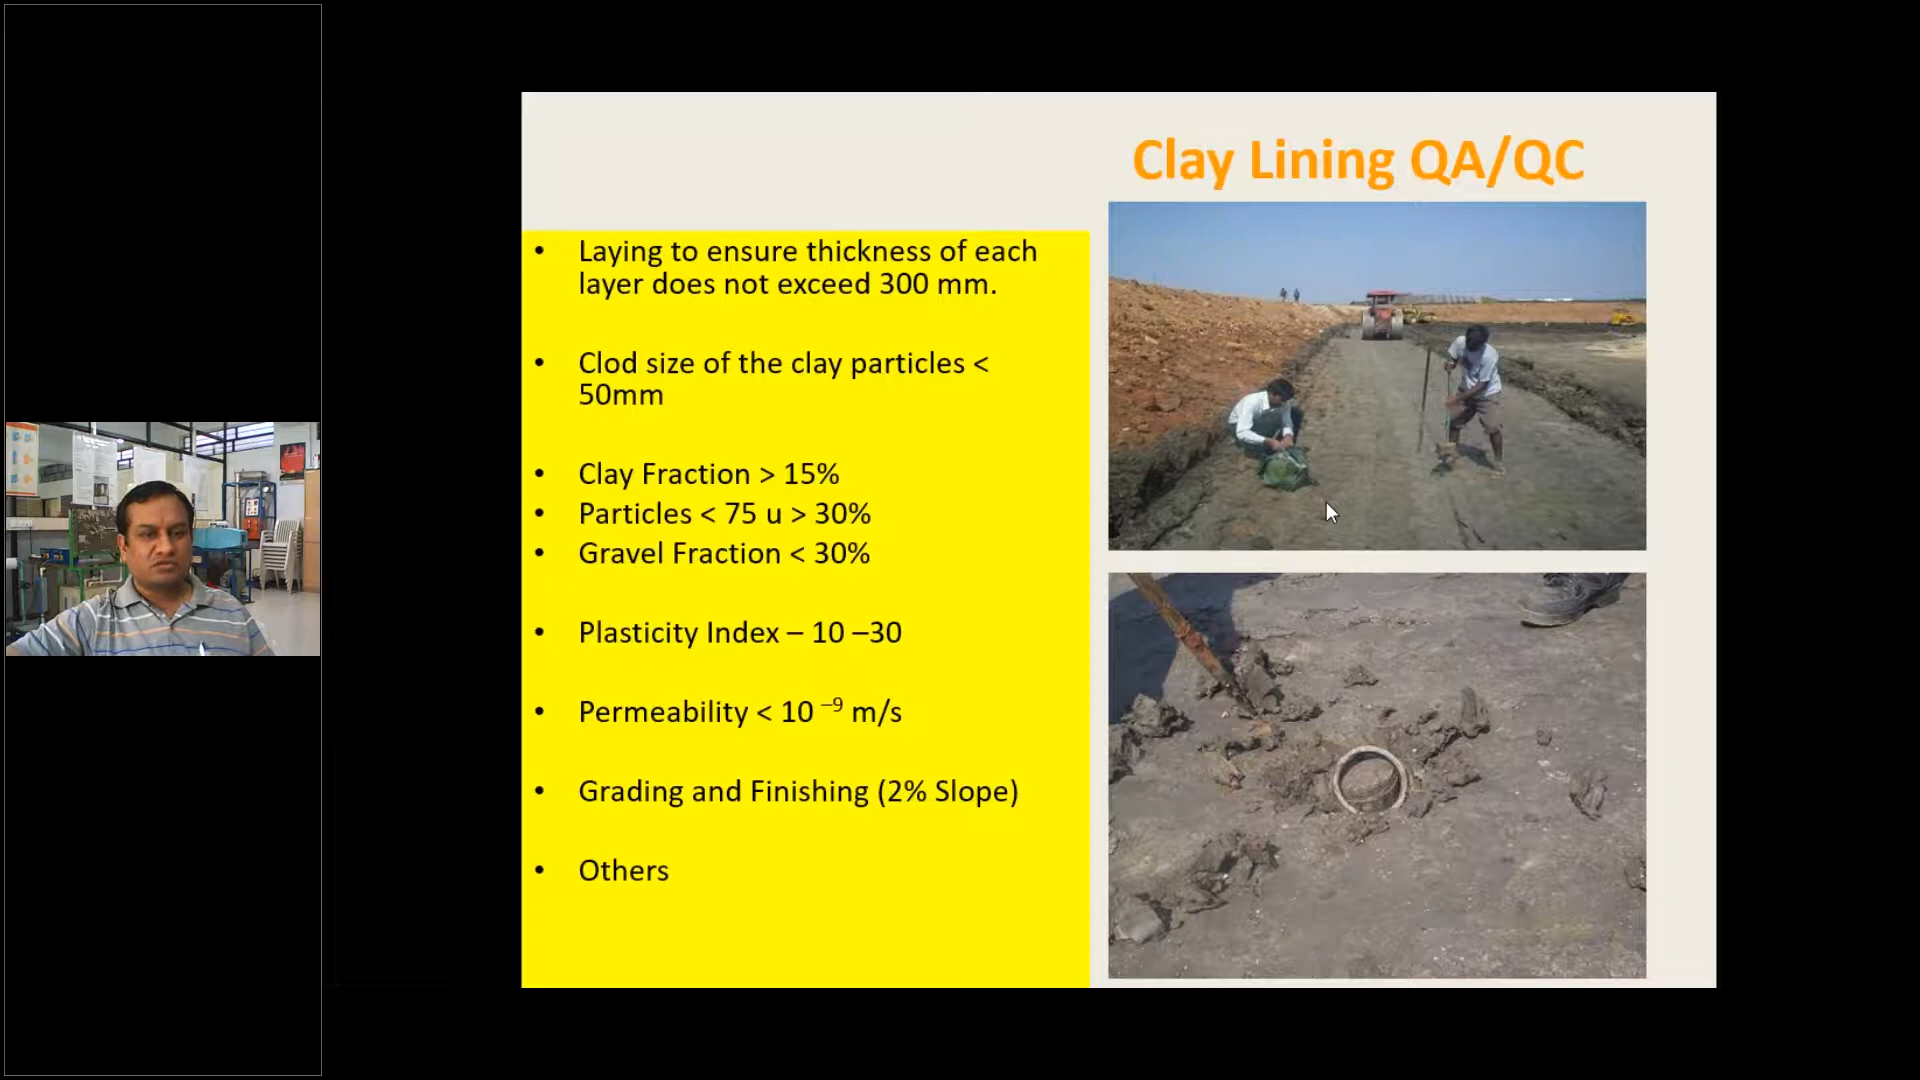 Clay Lining QA/QC
• Laying to ensure thickness of each
layer does not exceed 300 mm.
• Clod size of the clay particles <
50mm
• Clay Fraction > 15%
• Particles < 75 u > 30%
• Gravel Fraction < 30%
• Plasticity Index – 10 –30
• Permeability < 10 –9 m/s
• Grading and Finishing (2% Slope)
• Others